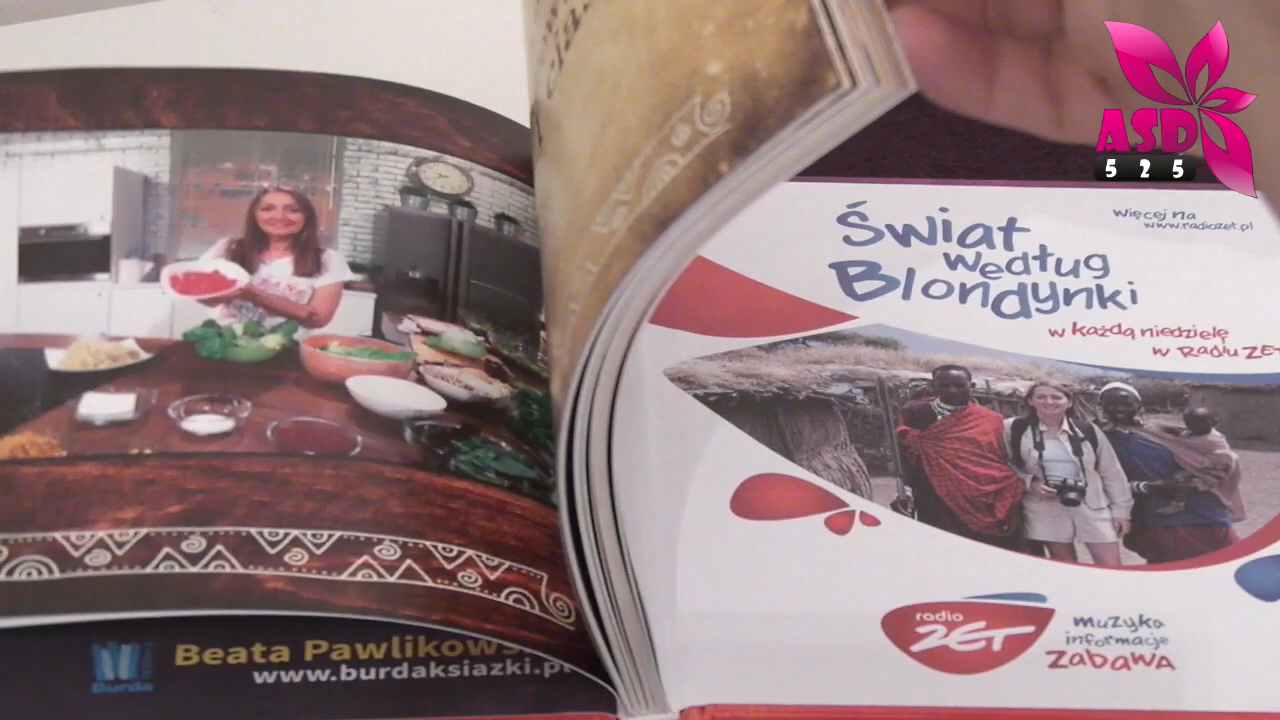 ASD
5 2 5
Beata Pawlikows
www.burdaksiazki.p
Burda
Więcej na
www.radiozet.pl
Świat
według
Blondynki
w każdą niedzielę
w Radiu ZET
radio
ZET
muzyka
informacje
zabawa